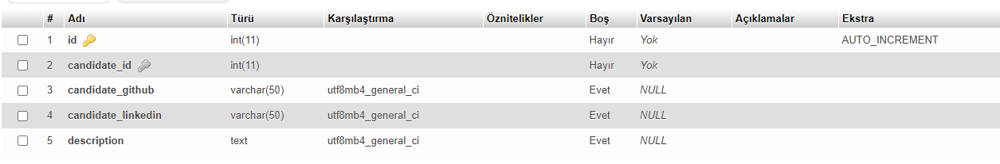 # Adı Türü Karşılaştırma Öznitelikler Boş Varsayılan Açıklamalar Ekstra
1 id int(11) Hayır Yok AUTO_INCREMENT
2 candidate_id int(11) Hayır Yok
3 candidate_github varchar(50) utf8mb4_general_ci Evet NULL
4 candidate_linkedin varchar(50) utf8mb4_general_ci Evet NULL
5 description text utf8mb4_general_ci Evet NULL